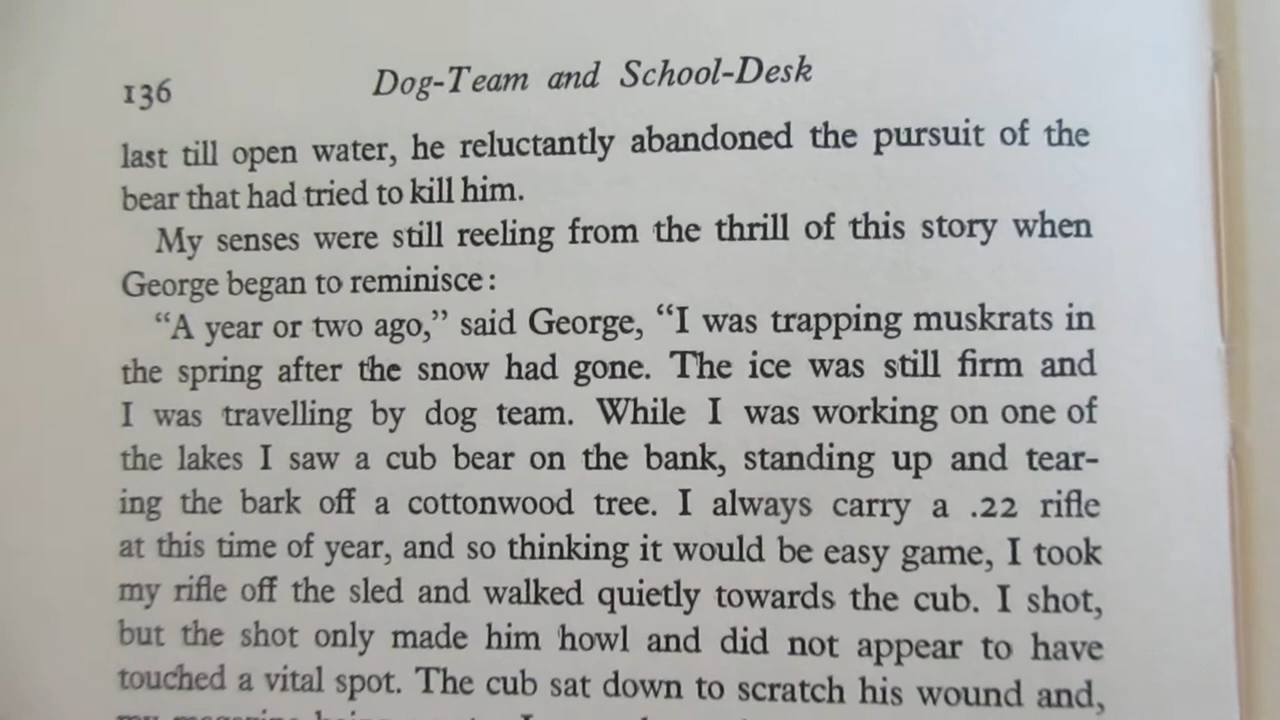 136 Dog-Team and School-Desk
last till open water, he reluctantly abandoned the pursuit of the
bear that had tried to kill him.
My senses were still reeling from the thrill of this story when
George began to reminisce:
“A year or two ago,” said George, “I was trapping muskrats in
the spring after the snow had gone. The ice was still firm and
I was travelling by dog team. While I was working on one of
the lakes I saw a cub bear on the bank, standing up and tear-
ing the bark off a cottonwood tree. I always carry a .22 rifle
at this time of year, and so thinking it would be easy game, I took
my rifle off the sled and walked quietly towards the cub. I shot,
but the shot only made him howl and did not appear to have
touched a vital spot. The cub sat down to scratch his wound and,